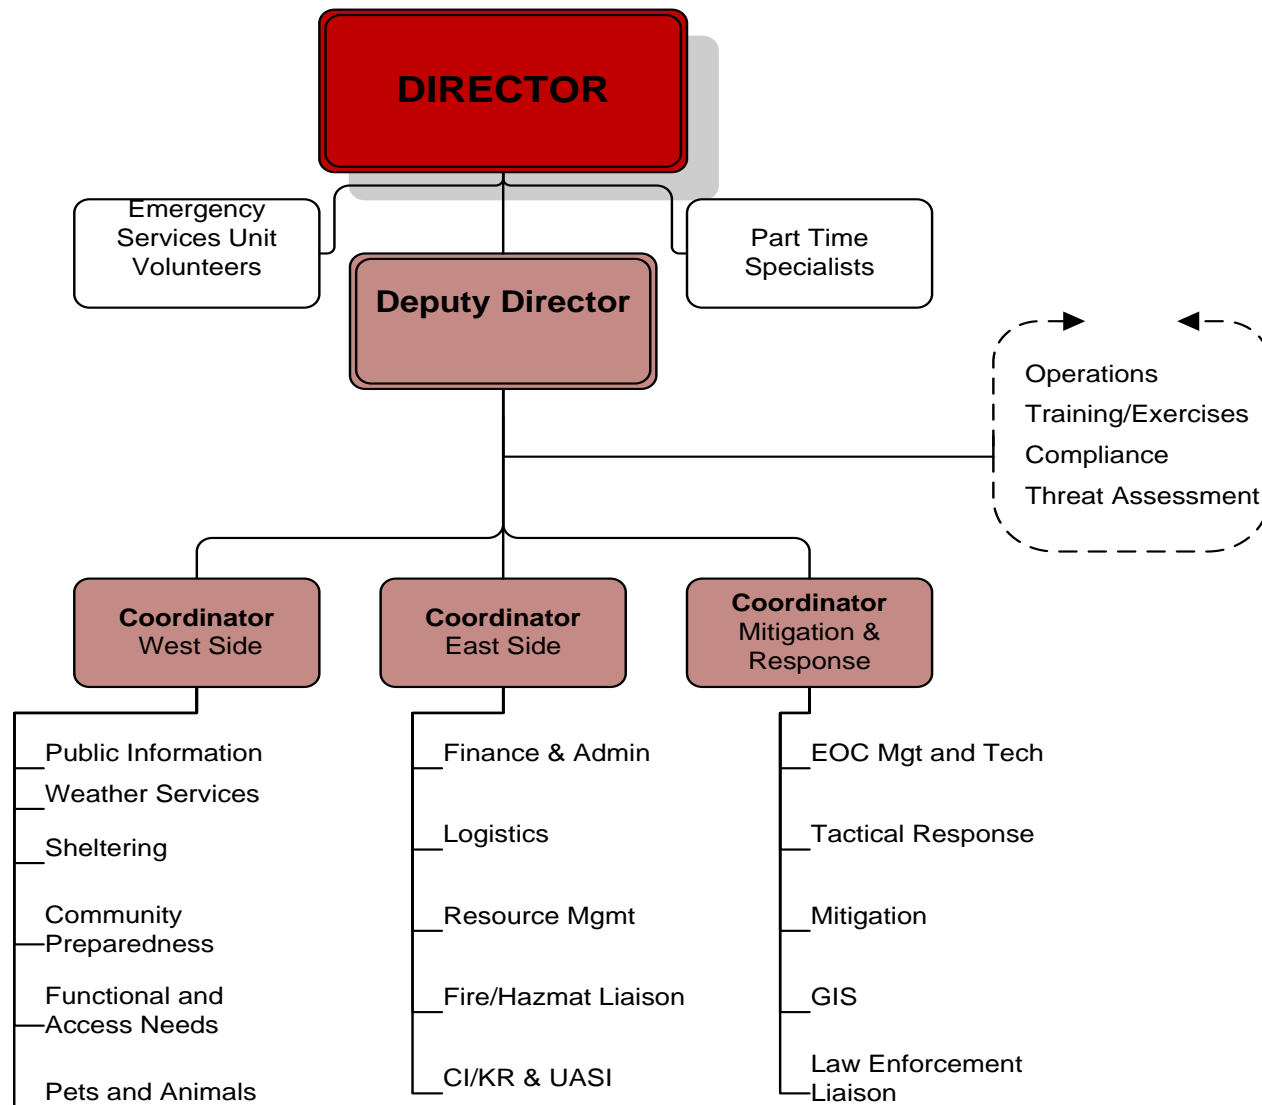 DIRECTOR
Emergency
Services Unit
Volunteers
Part Time
Specialists
Deputy Director
Operations
Training/Exercises
Compliance
Threat Assessment
Coordinator
West Side
Coordinator
East Side
Coordinator
Mitigation &
Response
Public Information
Weather Services
Sheltering
Community
Preparedness
Functional and
Access Needs
Pets and Animals
Finance & Admin
Logistics
Resource Mgmt
Fire/Hazmat Liaison
CI/KR & UASI
EOC Mgt and Tech
Tactical Response
Mitigation
GIS
Law Enforcement
Liaison